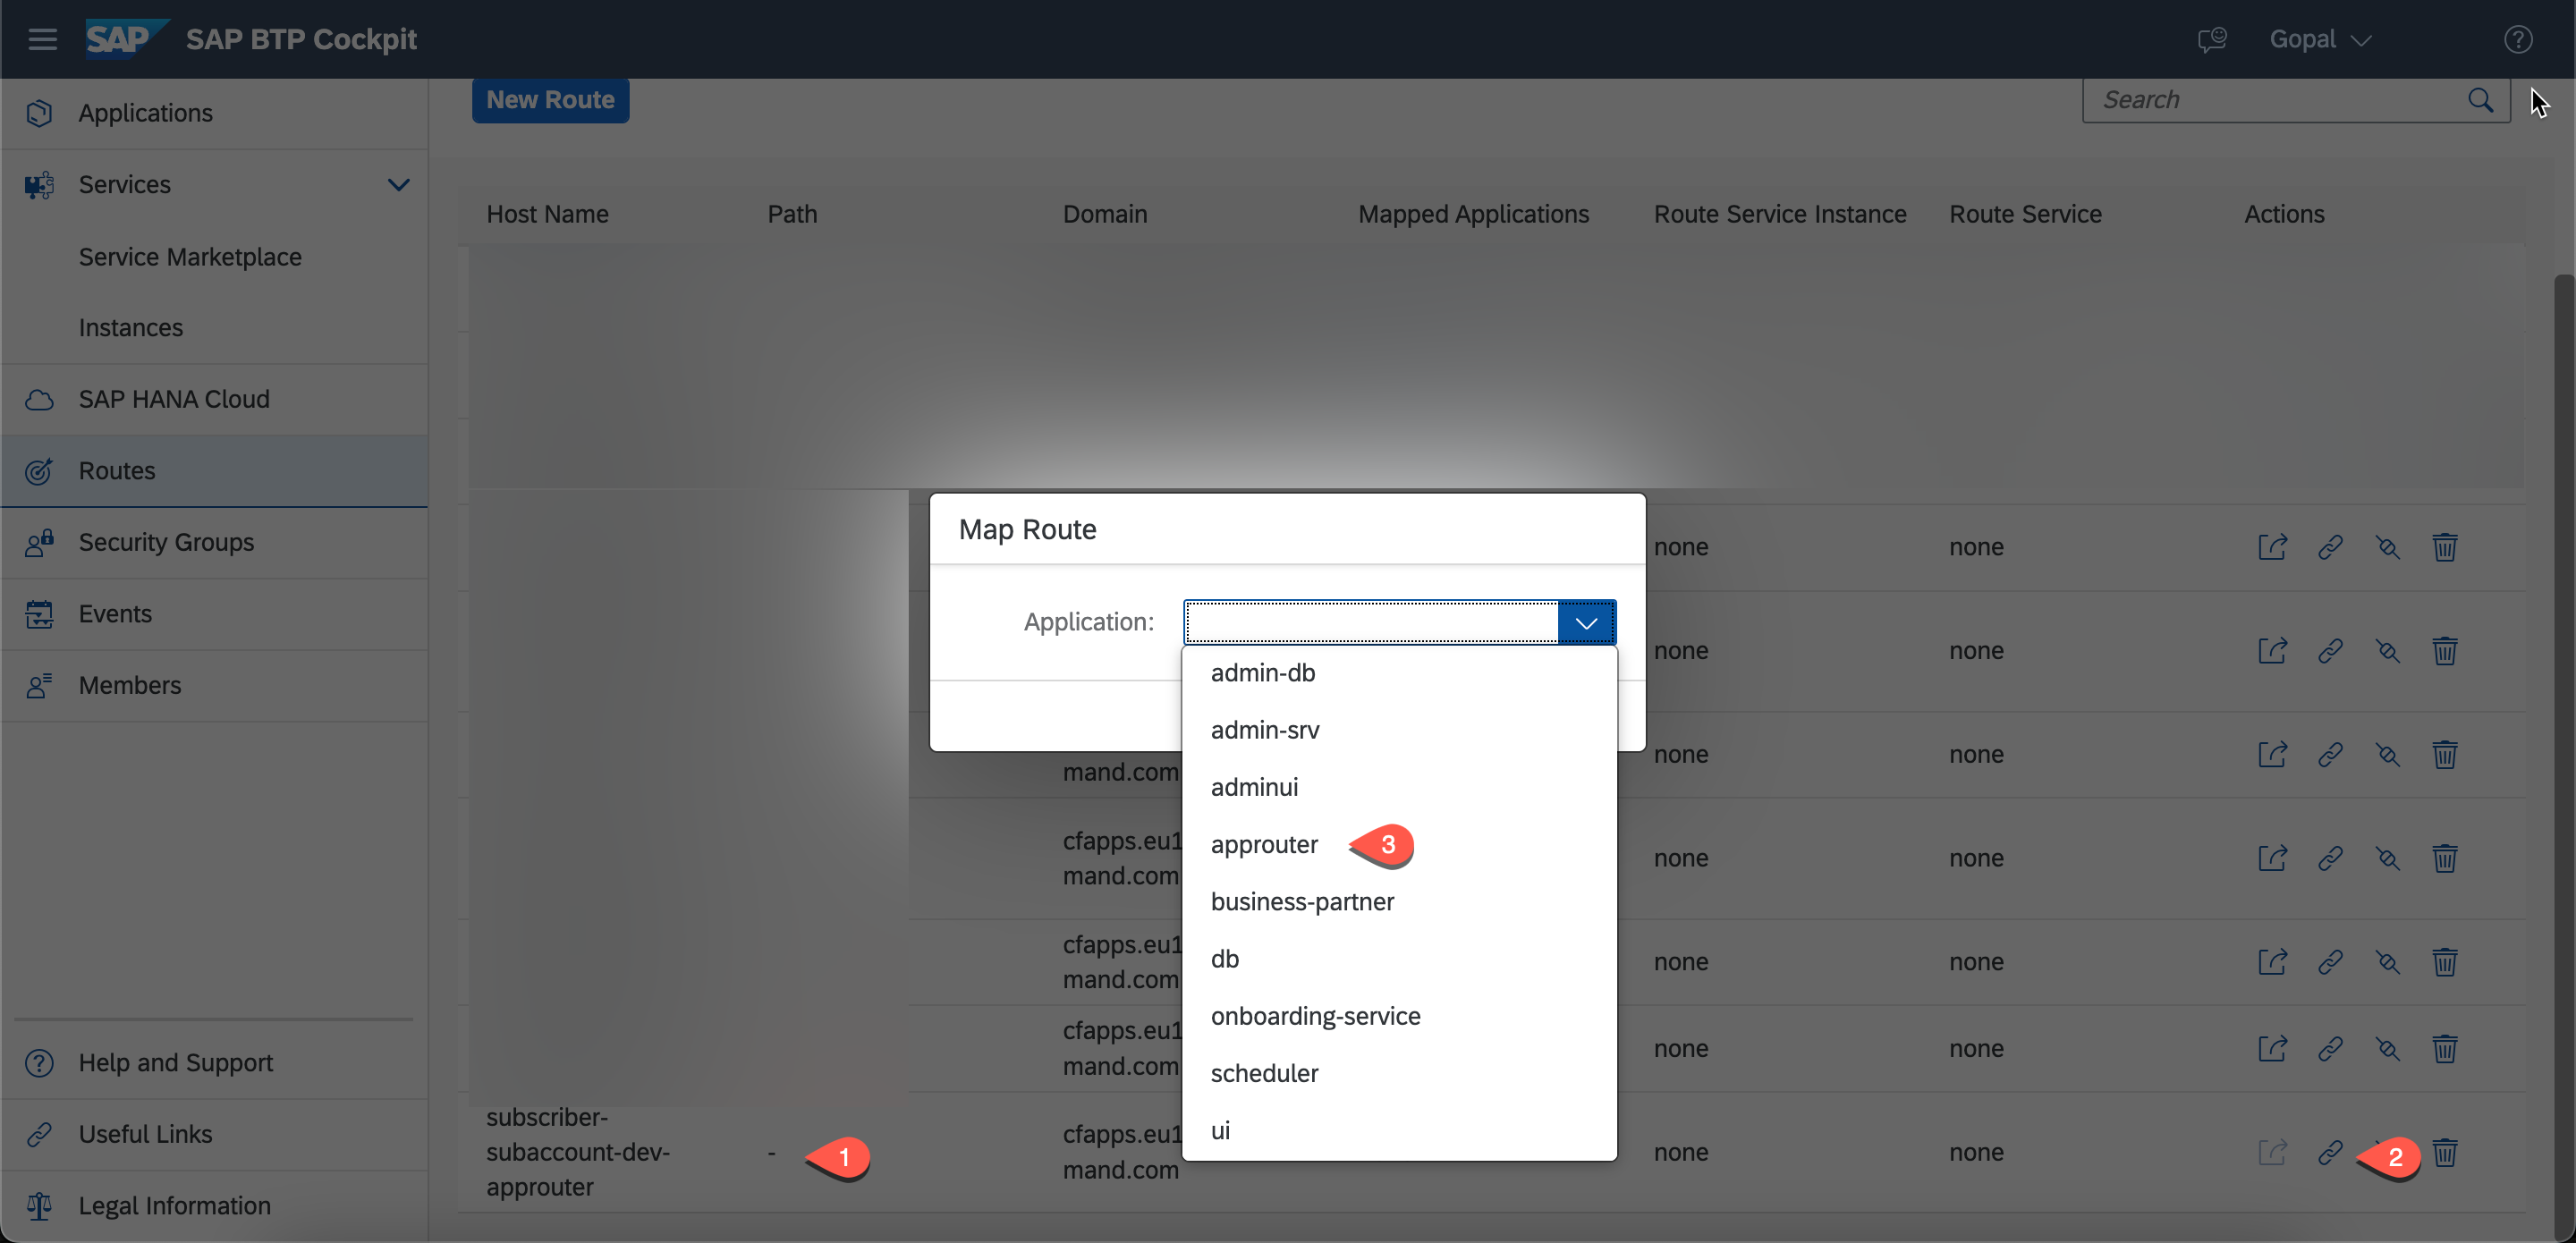 SAP SAP BTP Cockpit
Gopal
Applications
New Route
Search
Services
Service Marketplace
Instances
SAP HANA Cloud
Routes
Security Groups
Events
Members
Help and Support
Useful Links
Legal Information
Host Name Path Domain Mapped Applications Route Service Instance Route Service Actions
none none
none none
mand.com none none
cfapps.eu1
mand.com
none none
cfapps.eu1
mand.com
none none
cfapps.eu1
mand.com
none none
subscriber-
subaccount-dev-
approuter
-
1
cfapps.eu1
mand.com
none none
2
Map Route
Application:
admin-db
admin-srv
adminui
approuter 3
business-partner
db
onboarding-service
scheduler
ui